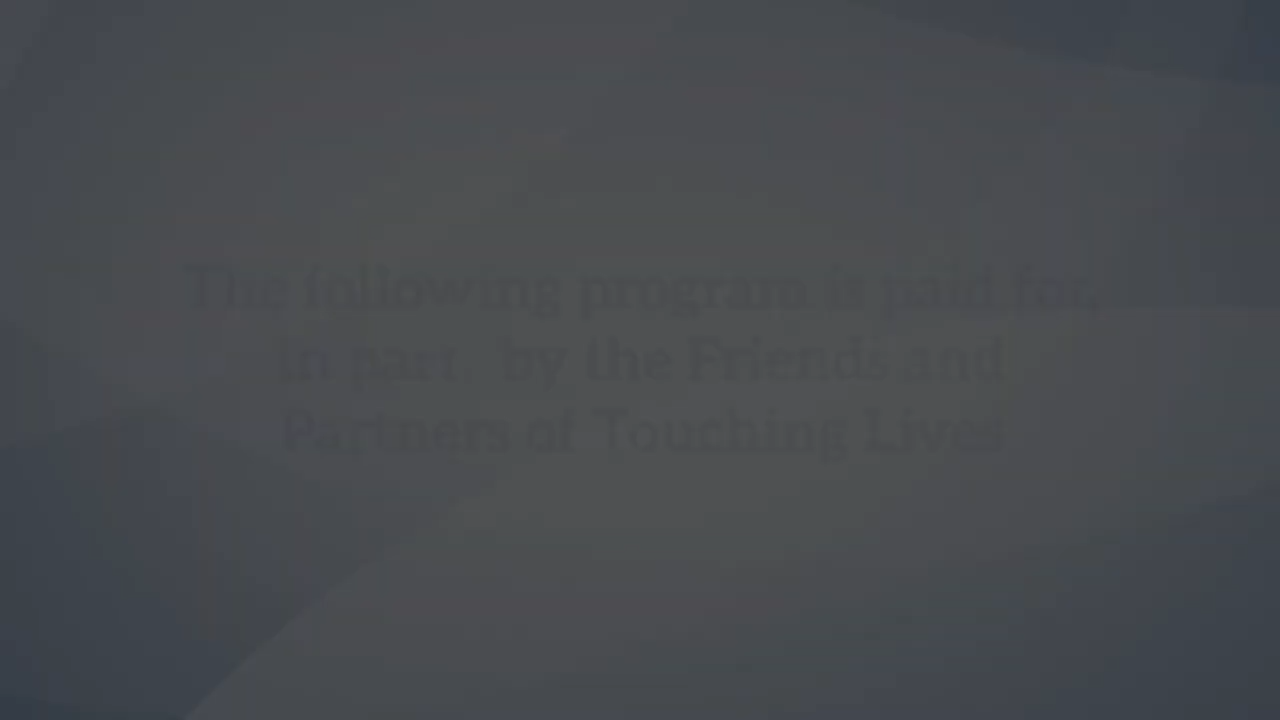 The following program is paid for,
in part, by the Friends and
Partners of Touching Lives